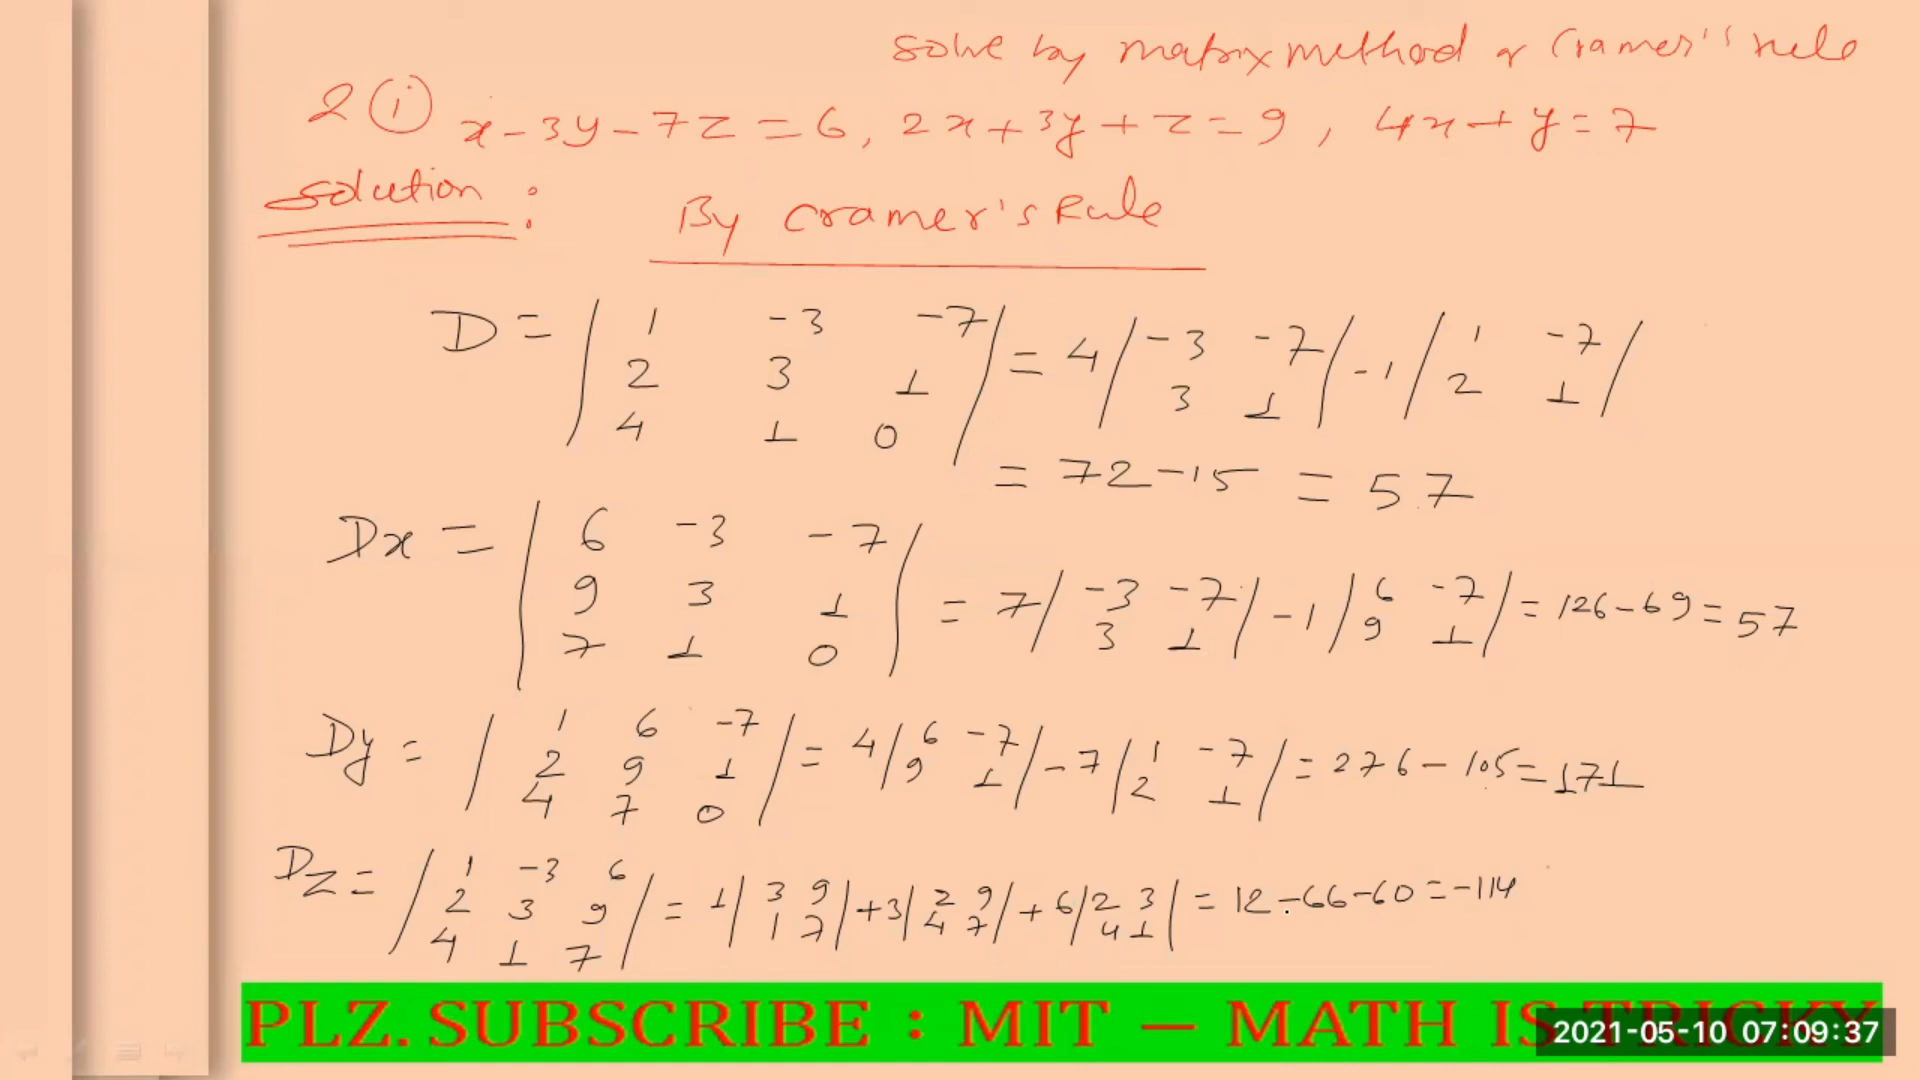 solve by matrix method or Cramer's rule
2 (i) x-3y-7z=6, 2x+3y+z=9, 4x+y=7
Solution: By Cramer's Rule
D = | 1 -3 -7 | = 4 | -3 -7 | -1 | 1 -7 |
| 2 3 1 | | 3 1 | | 2 1 |
| 4 1 0 |
= 72-15 = 57
Dx = | 6 -3 -7 |
| 9 3 1 | = 7 | -3 -7 | -1 | 6 -7 | = 126-69 = 57
| 7 1 0 | | 3 1 | | 9 1 |
Dy = | 1 6 -7 | = 4 | 6 -7 | -7 | 1 -7 | = 276-105 = 171
| 2 9 1 | | 9 1 | | 2 1 |
| 4 7 0 |
Dz = | 1 -3 6 | = 1 | 3 9 | +3 | 2 9 | +6 | 2 3 | = 12-66-60 = -114
| 2 3 9 | | 1 7 | | 4 7 | | 4 1 |
| 4 1 7 |
PLZ. SUBSCRIBE : MIT – MATH IS TRICKY
2021-05-10 07:09:37